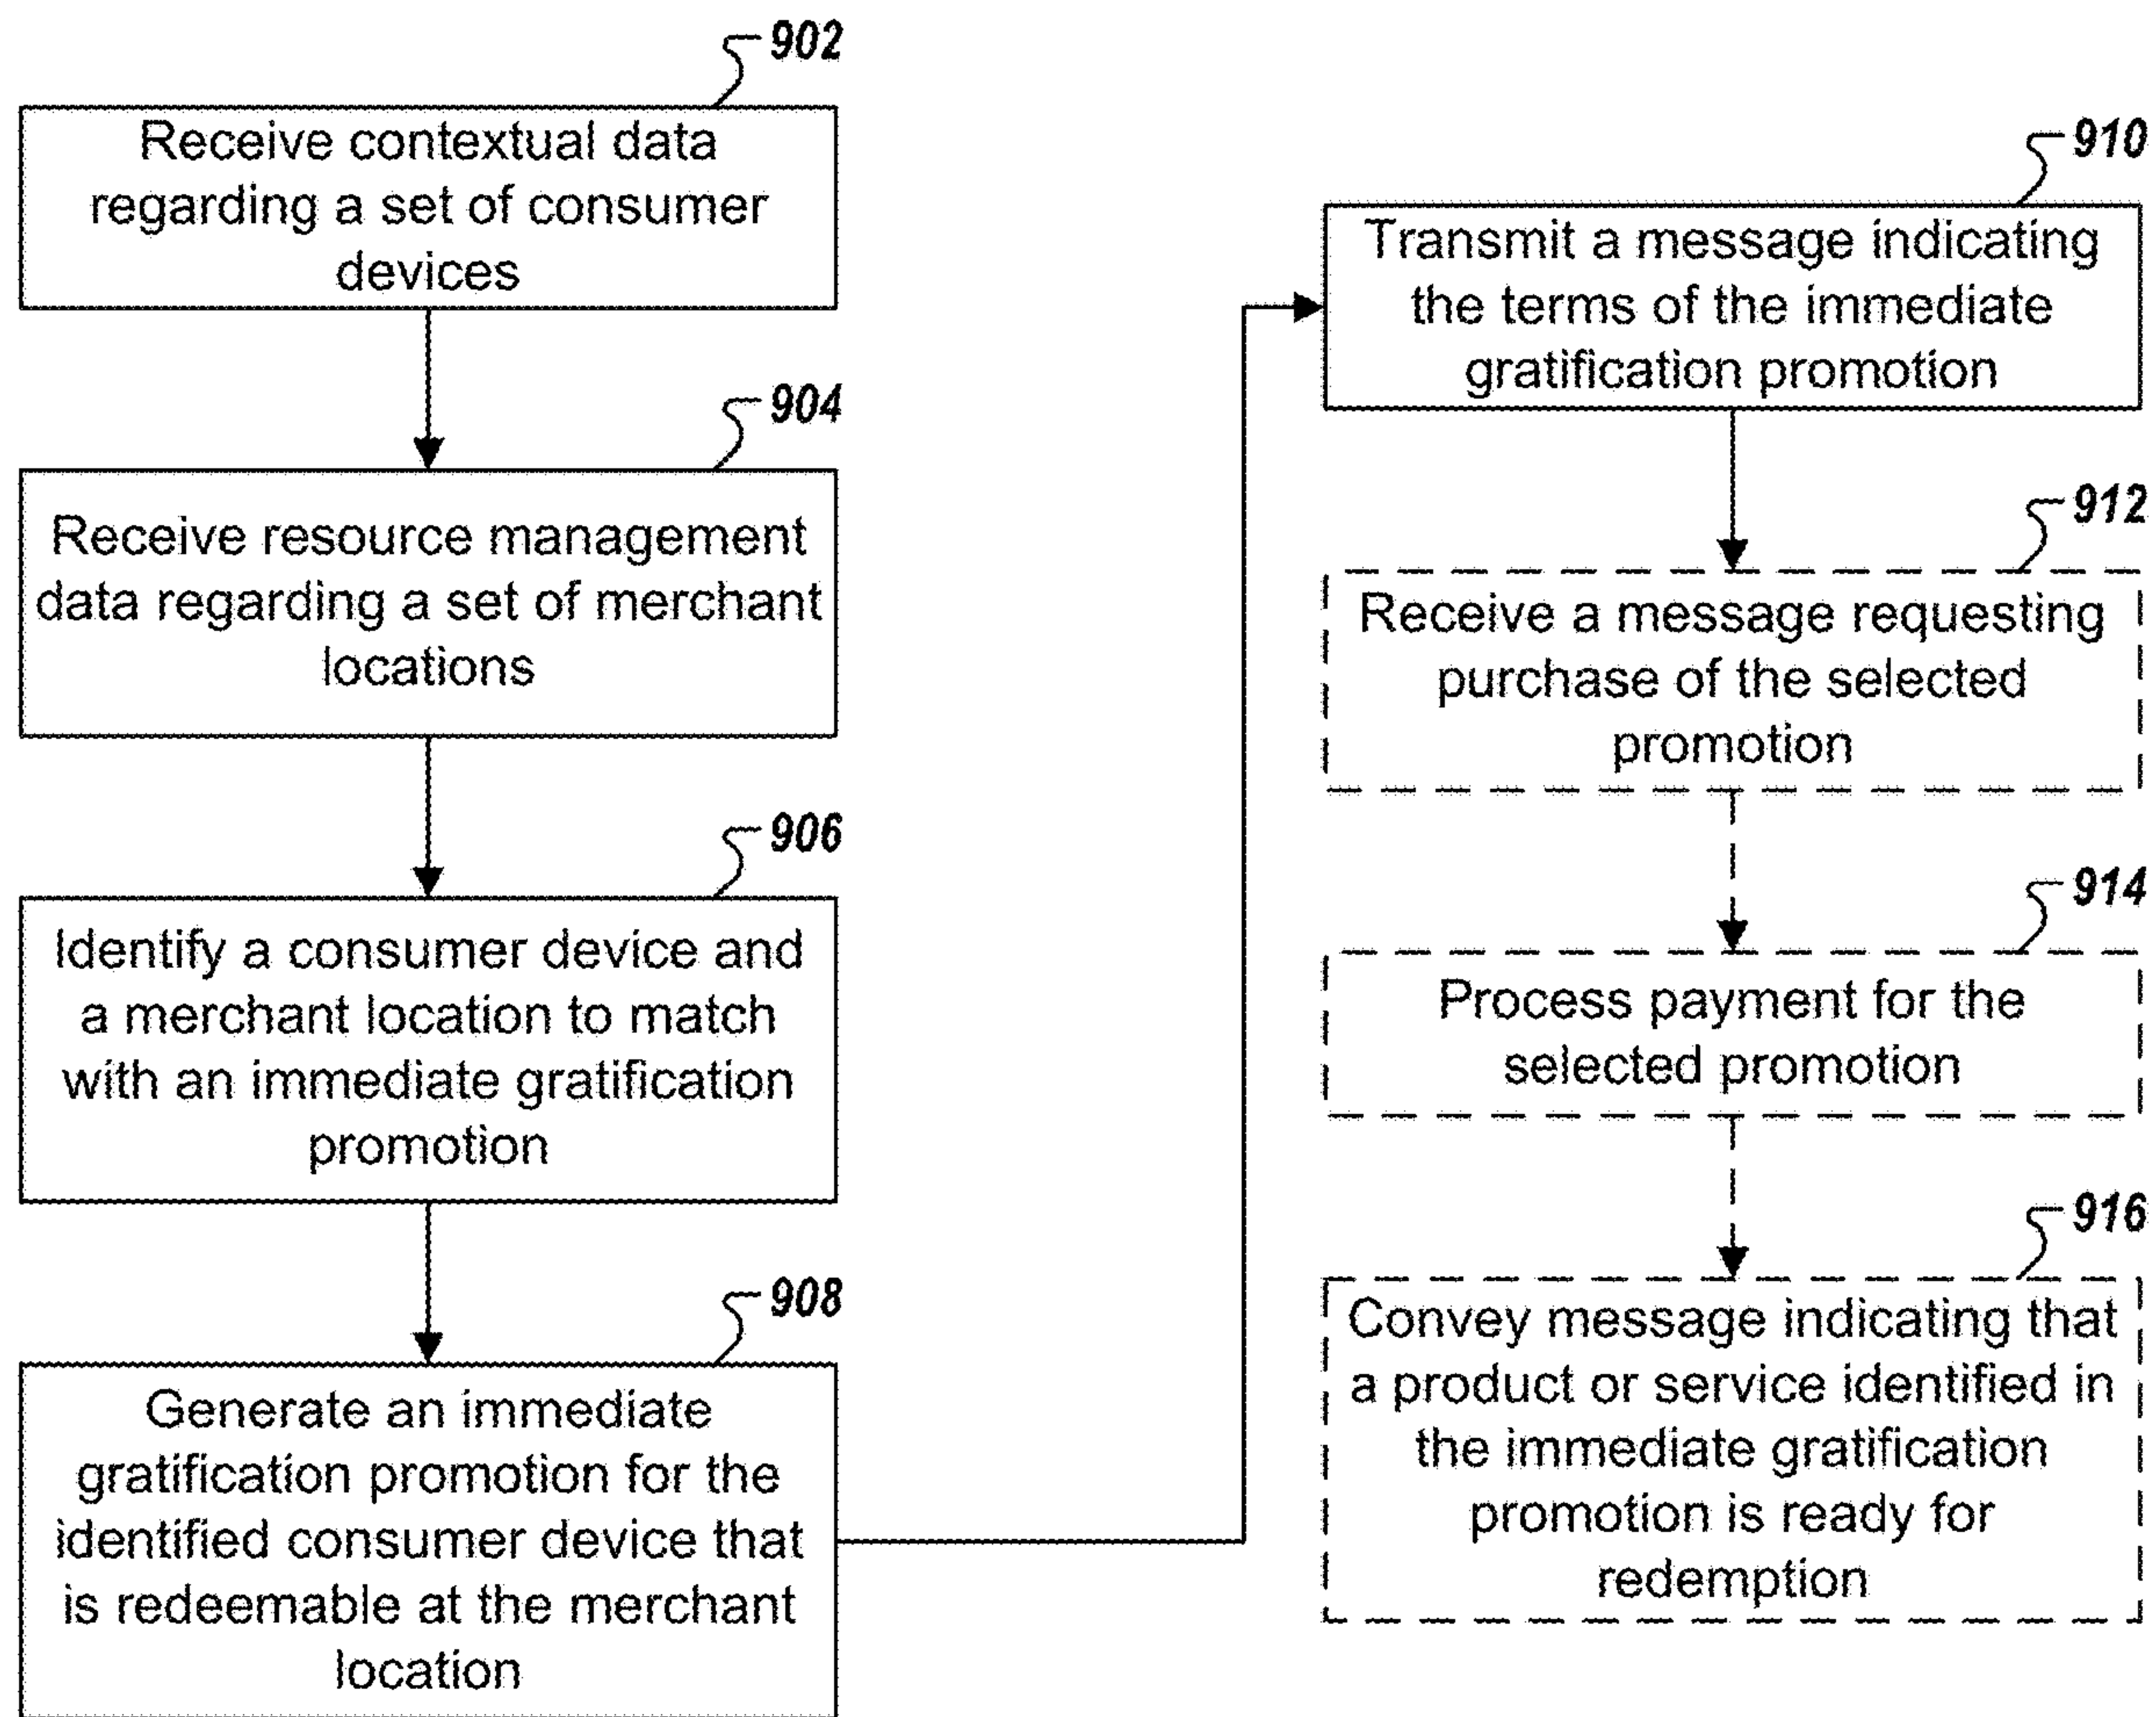 902
Receive contextual data
regarding a set of consumer
devices
904
Receive resource management
data regarding a set of merchant
locations
906
Identify a consumer device and
a merchant location to match
with an immediate gratification
promotion
908
Generate an immediate
gratification promotion for the
identified consumer device that
is redeemable at the merchant
location
910
Transmit a message indicating
the terms of the immediate
gratification promotion
912
Receive a message requesting
purchase of the selected
promotion
914
Process payment for the
selected promotion
916
Convey message indicating that
a product or service identified in
the immediate gratification
promotion is ready for
redemption